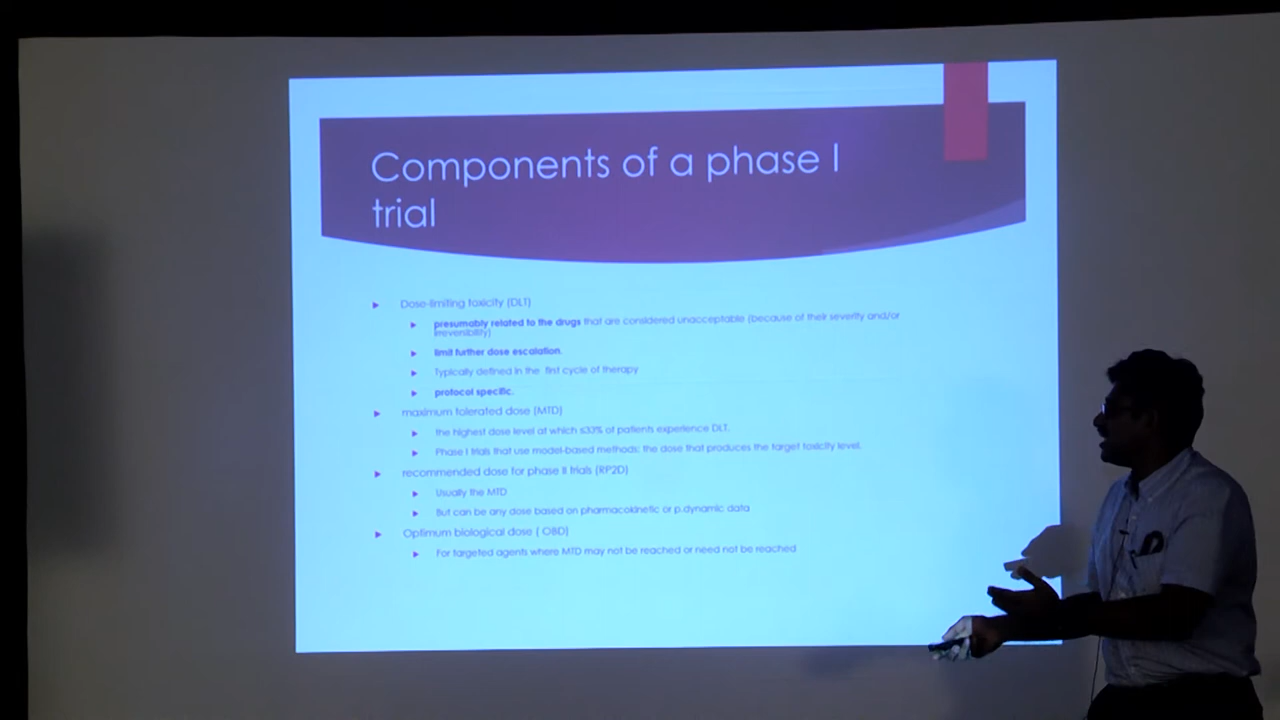 Components of a phase I
trial
Dose-limiting toxicity (DLT)
presumably related to the drugs that are considered unacceptable (because of their severity and/or
irreversibility)
limit further dose escalation.
Typically defined in the first cycle of therapy
protocol specific.
maximum tolerated dose (MTD)
the highest dose level at which ≤33% of patients experience DLT.
Phase I trials that use model-based methods: the dose that produces the target toxicity level.
recommended dose for phase II trials (RP2D)
Usually the MTD
But can be any dose based on pharmacokinetic or p.dynamic data
Optimum biological dose ( OBD)
For targeted agents where MTD may not be reached or need not be reached